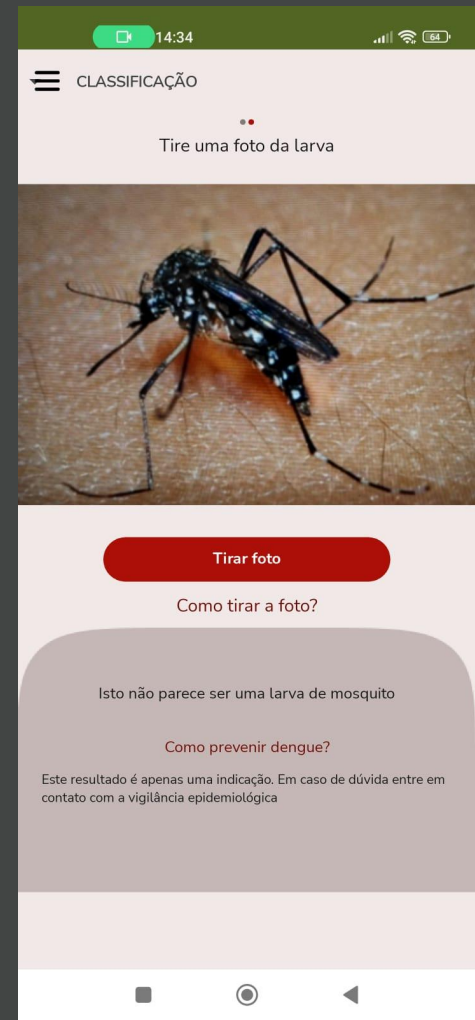 14:34
64
CLASSIFICAÇÃO
Tire uma foto da larva
Tirar foto
Como tirar a foto?
Isto não parece ser uma larva de mosquito
Como prevenir dengue?
Este resultado é apenas uma indicação. Em caso de dúvida entre em
contato com a vigilância epidemiológica